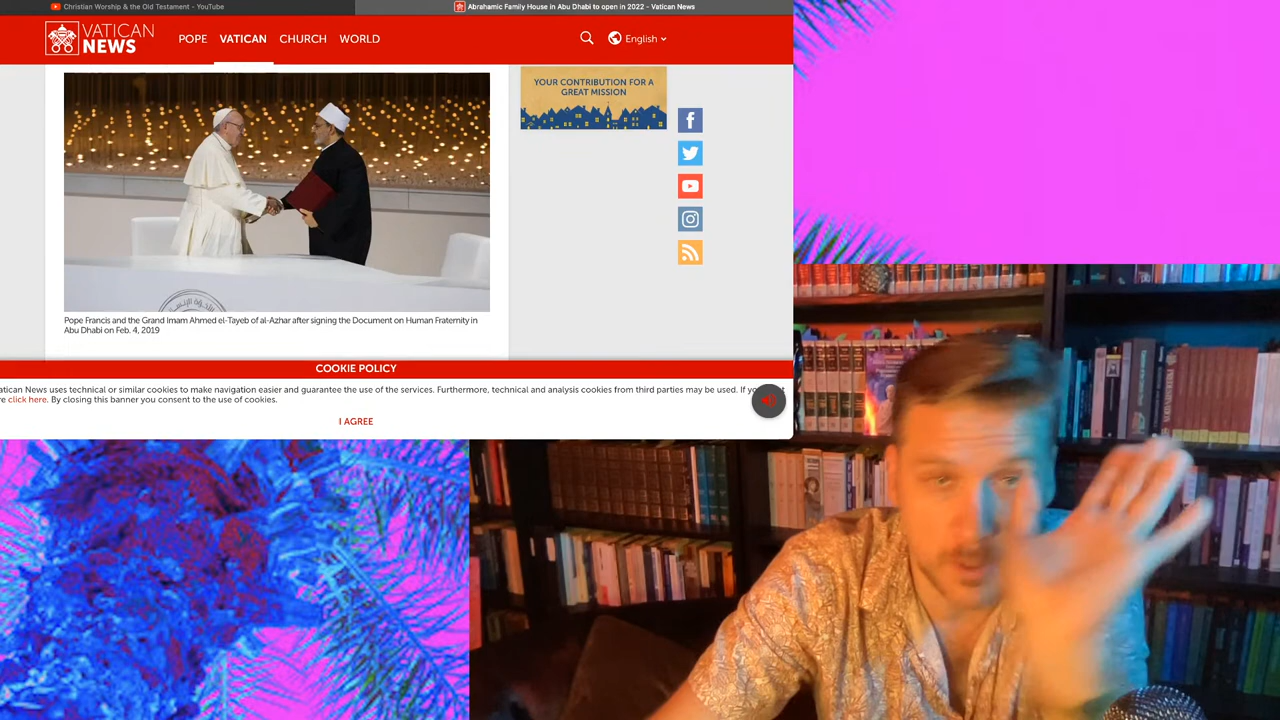 Christian Worship & the Old Testament - YouTube
Abrahamic Family House in Abu Dhabi to open in 2022 - Vatican News
VATICAN
NEWS
POPE VATICAN CHURCH WORLD
English
YOUR CONTRIBUTION FOR A
GREAT MISSION
Pope Francis and the Grand Imam Ahmed el-Tayeb of al-Azhar after signing the Document on Human Fraternity in
Abu Dhabi on Feb. 4, 2019
COOKIE POLICY
atican News uses technical or similar cookies to make navigation easier and guarantee the use of the services. Furthermore, technical and analysis cookies from third parties may be used. If
click here. By closing this banner you consent to the use of cookies.
I AGREE